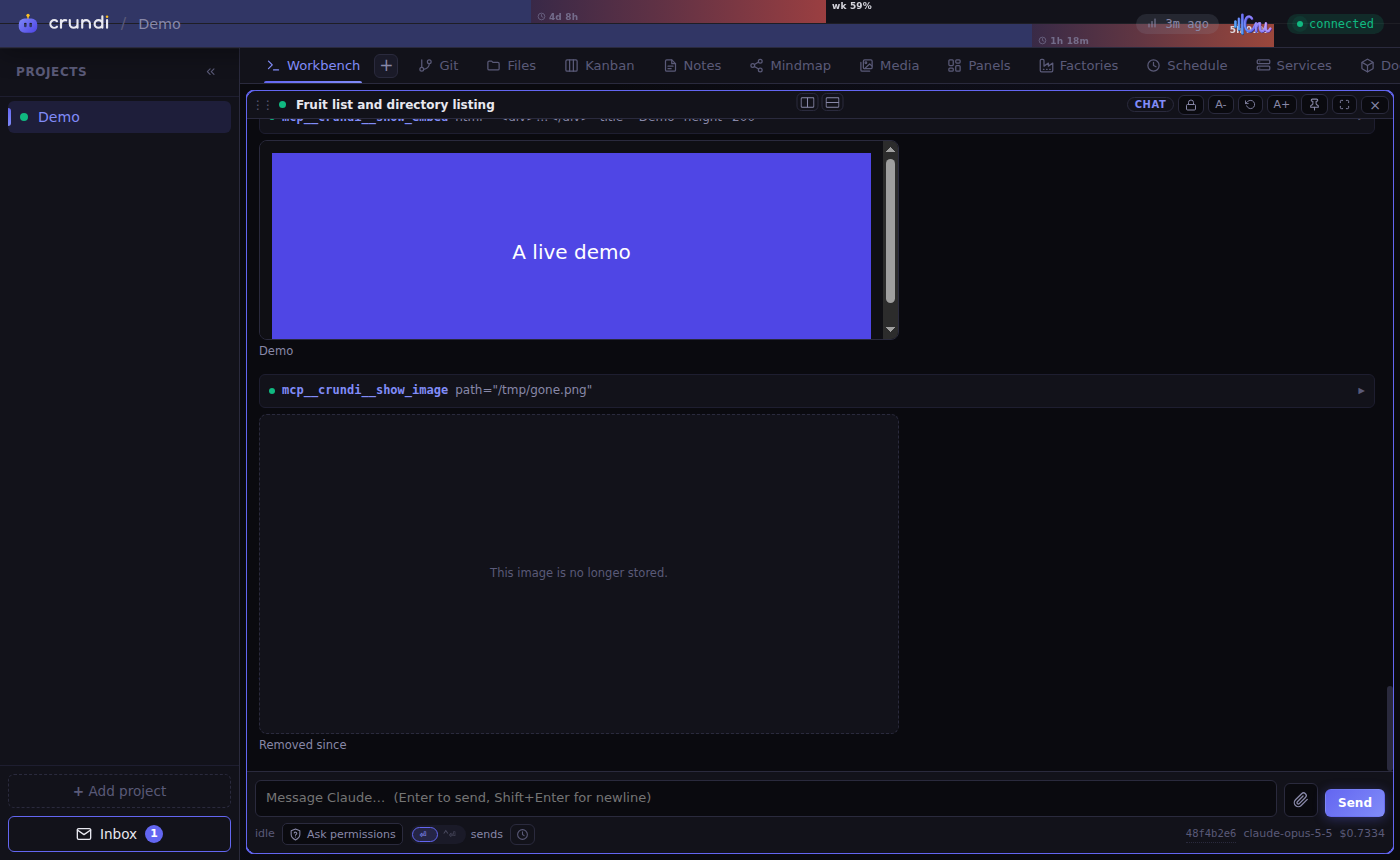 crundi / Demo
4d 8h
wk 59%
1h 18m
3m ago
connected
PROJECTS
Demo
+ Add project
Inbox 1
Workbench + Git Files Kanban Notes Mindmap Media Panels Factories Schedule Services Do
Fruit list and directory listing
CHAT A- A+
A live demo
Demo
mcp__crundi__show_image path="/tmp/gone.png"
This image is no longer stored.
Removed since
Message Claude... (Enter to send, Shift+Enter for newline)
Send
idle Ask permissions sends
48f4b2e6 claude-opus-5-5 $0.7334